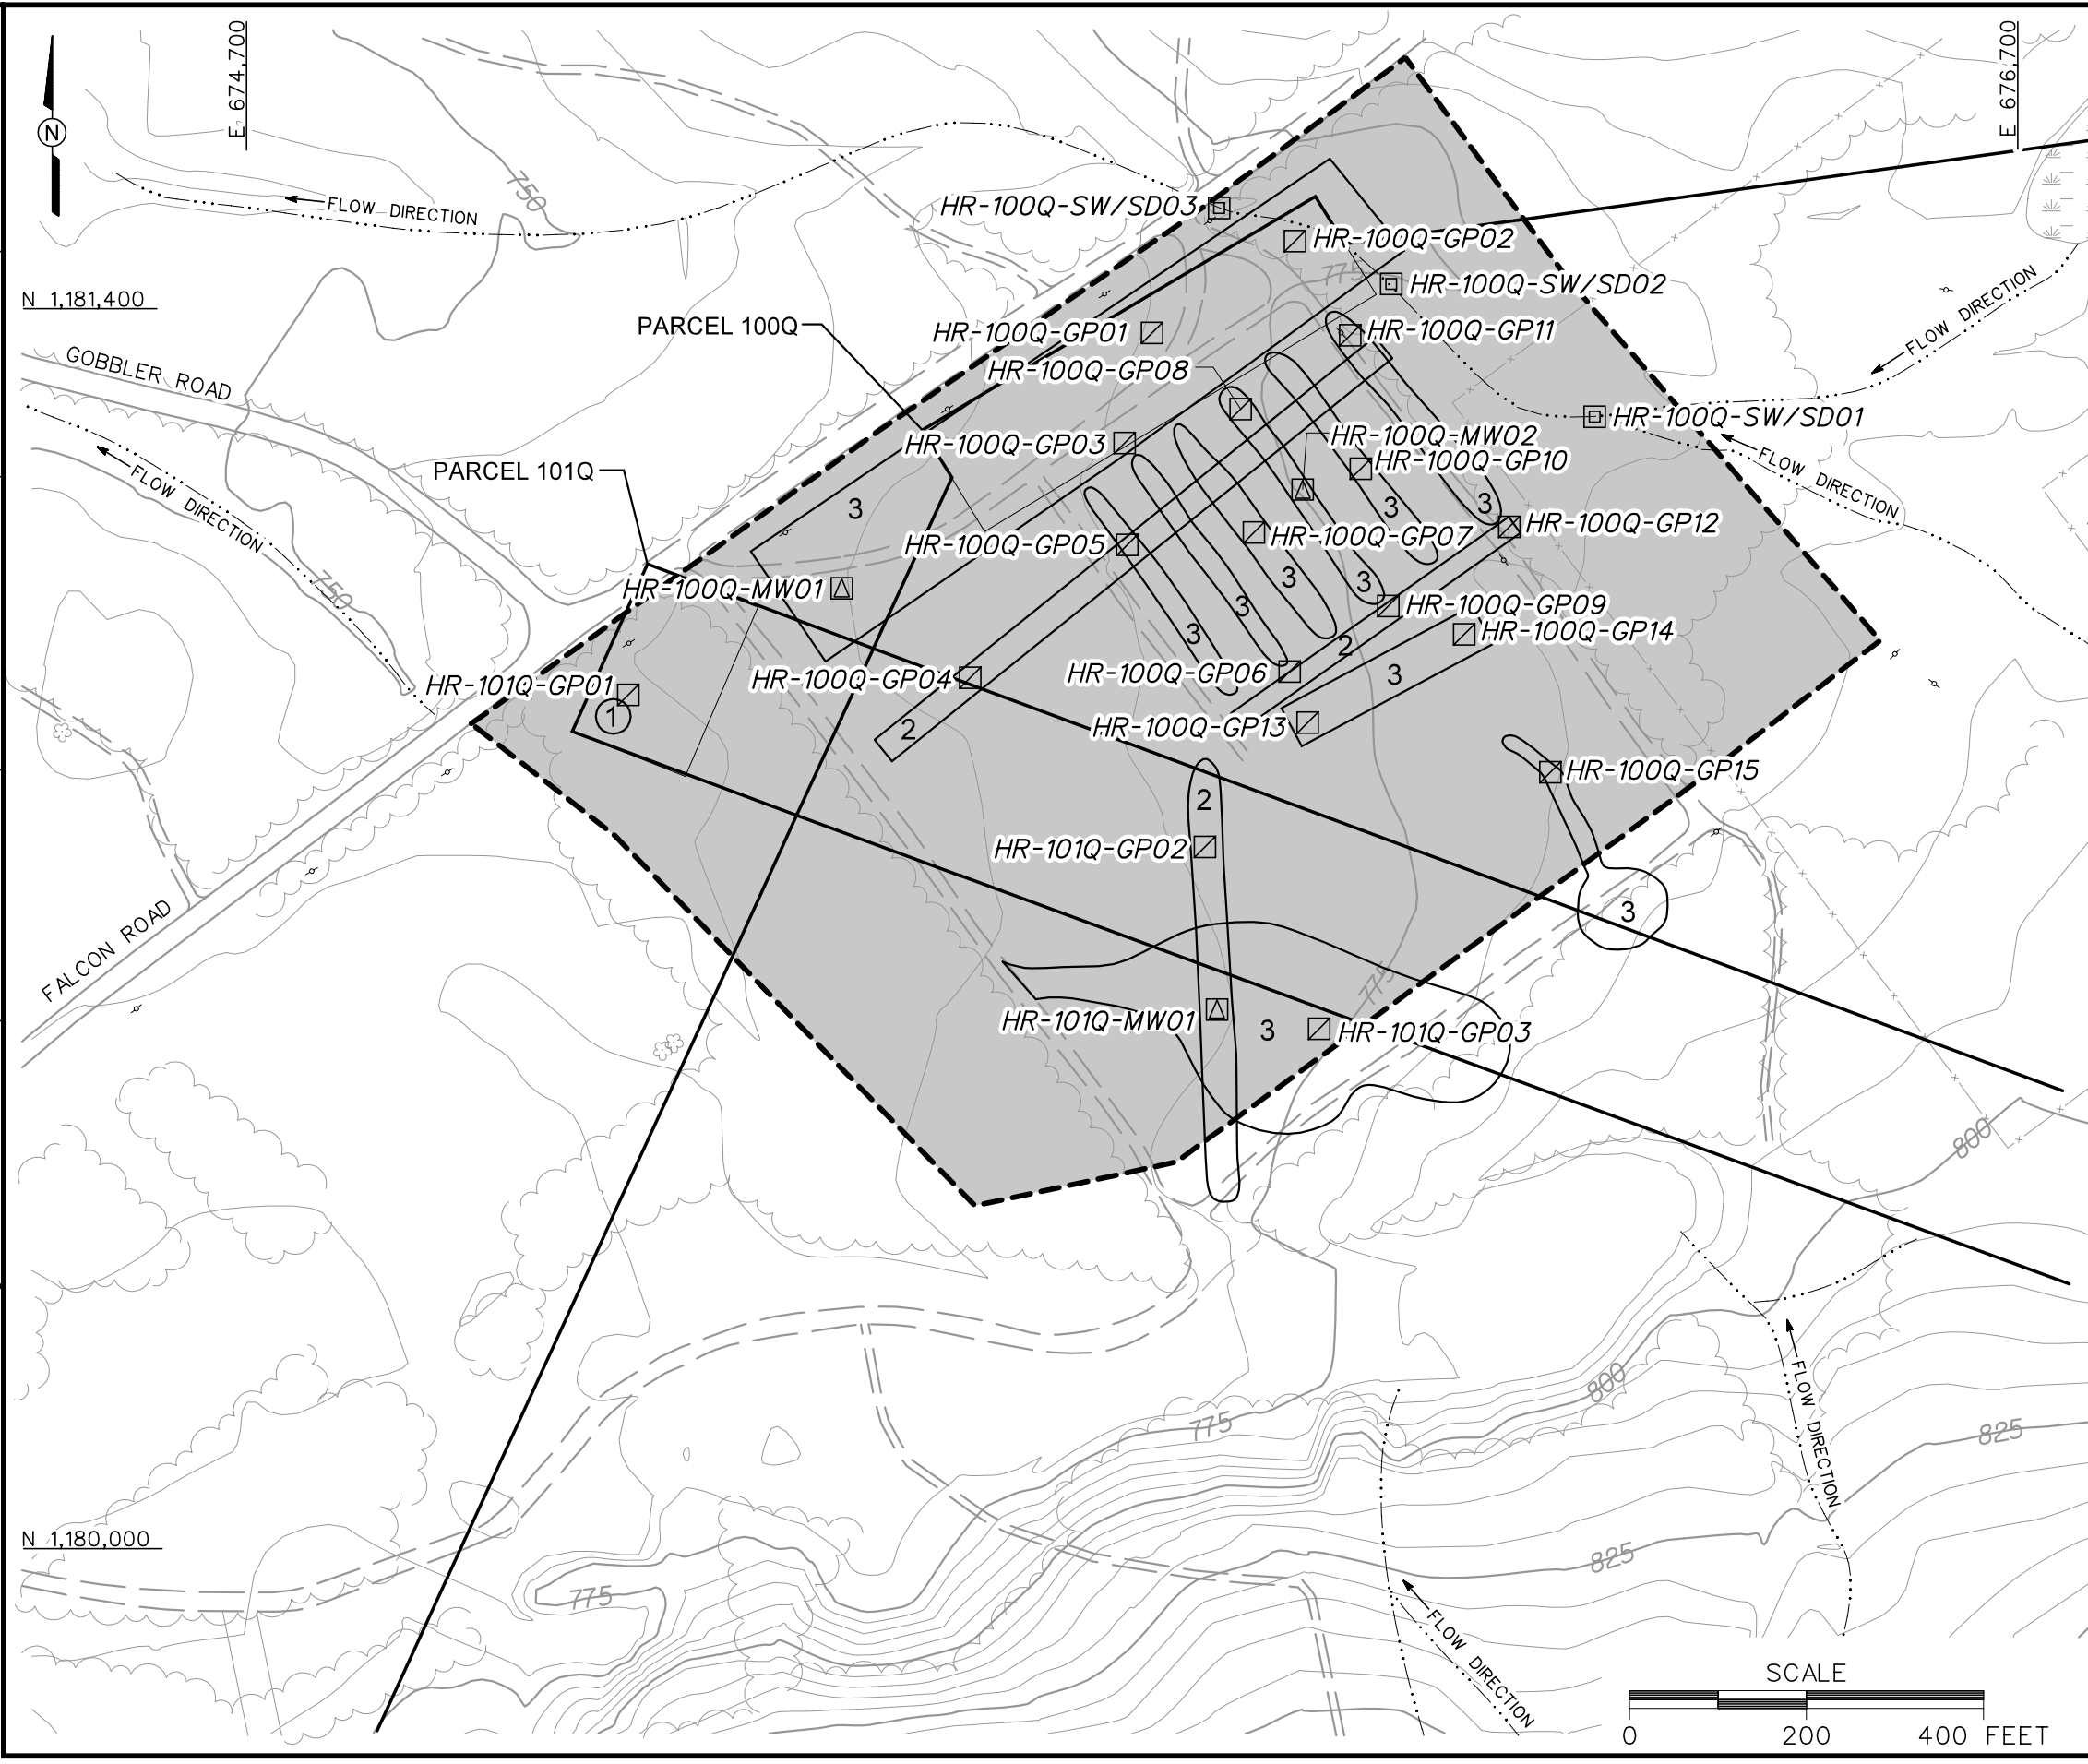 E 674,700
E 676,700
N
750
FLOW DIRECTION
HR-100Q-SW/SD03
HR-100Q-GP02
775
HR-100Q-SW/SD02
FLOW DIRECTION
N 1,181,400
PARCEL 100Q
HR-100Q-GP01
HR-100Q-GP11
GOBBLER ROAD
HR-100Q-GP08
HR-100Q-SW/SD01
HR-100Q-GP03
HR-100Q-MW02
HR-100Q-GP10
PARCEL 101Q
FLOW DIRECTION
FLOW DIRECTION
3
3
3
HR-100Q-GP12
HR-100Q-GP05
HR-100Q-GP07
750
HR-100Q-MW01
3
3
3
HR-100Q-GP09
3
2
HR-100Q-GP14
HR-101Q-GP01
HR-100Q-GP04
HR-100Q-GP06
3
1
2
HR-100Q-GP13
2
HR-100Q-GP15
HR-101Q-GP02
3
FALCON ROAD
775
HR-101Q-MW01
3
HR-101Q-GP03
800
800
FLOW DIRECTION
775
825
N 1,180,000
825
775
FLOW DIRECTION
SCALE
0 200 400 FEET